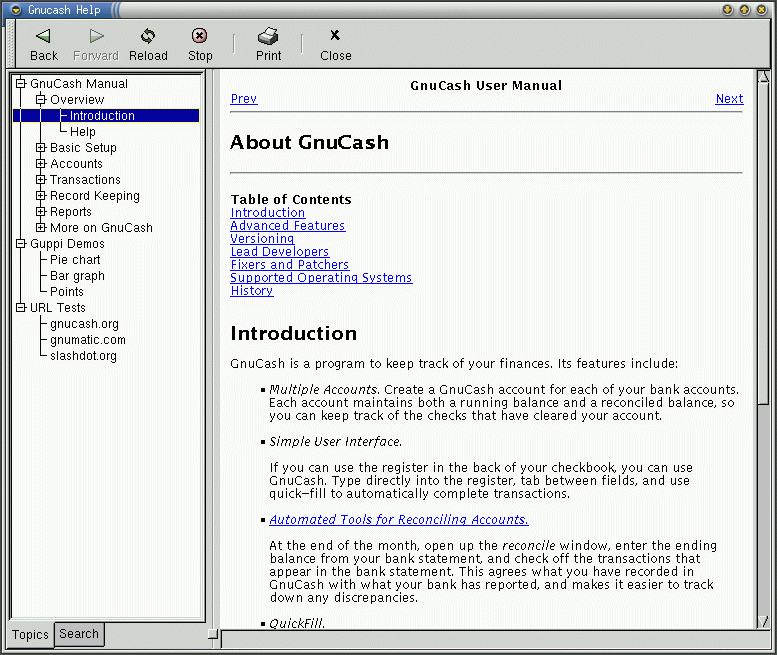 Gnucash Help
Back Forward Reload Stop Print Close
GnuCash Manual
Overview
Introduction
Help
Basic Setup
Accounts
Transactions
Record Keeping
Reports
More on GnuCash
Guppi Demos
Pie chart
Bar graph
Points
URL Tests
gnucash.org
gnumatic.com
slashdot.org
Topics Search
GnuCash User Manual
Prev Next
About GnuCash
Table of Contents
Introduction
Advanced Features
Versioning
Lead Developers
Fixers and Patchers
Supported Operating Systems
History
Introduction
GnuCash is a program to keep track of your finances. Its features include:
▪ Multiple Accounts. Create a GnuCash account for each of your bank accounts.
Each account maintains both a running balance and a reconciled balance, so
you can keep track of the checks that have cleared your account.
▪ Simple User Interface.
If you can use the register in the back of your checkbook, you can use
GnuCash. Type directly into the register, tab between fields, and use
quick-fill to automatically complete transactions.
▪ Automated Tools for Reconciling Accounts.
At the end of the month, open up the reconcile window, enter the ending
balance from your bank statement, and check off the transactions that
appear in the bank statement. This agrees what you have recorded in
GnuCash with what your bank has reported, and makes it easier to track
down any discrepancies.
▪ QuickFill.